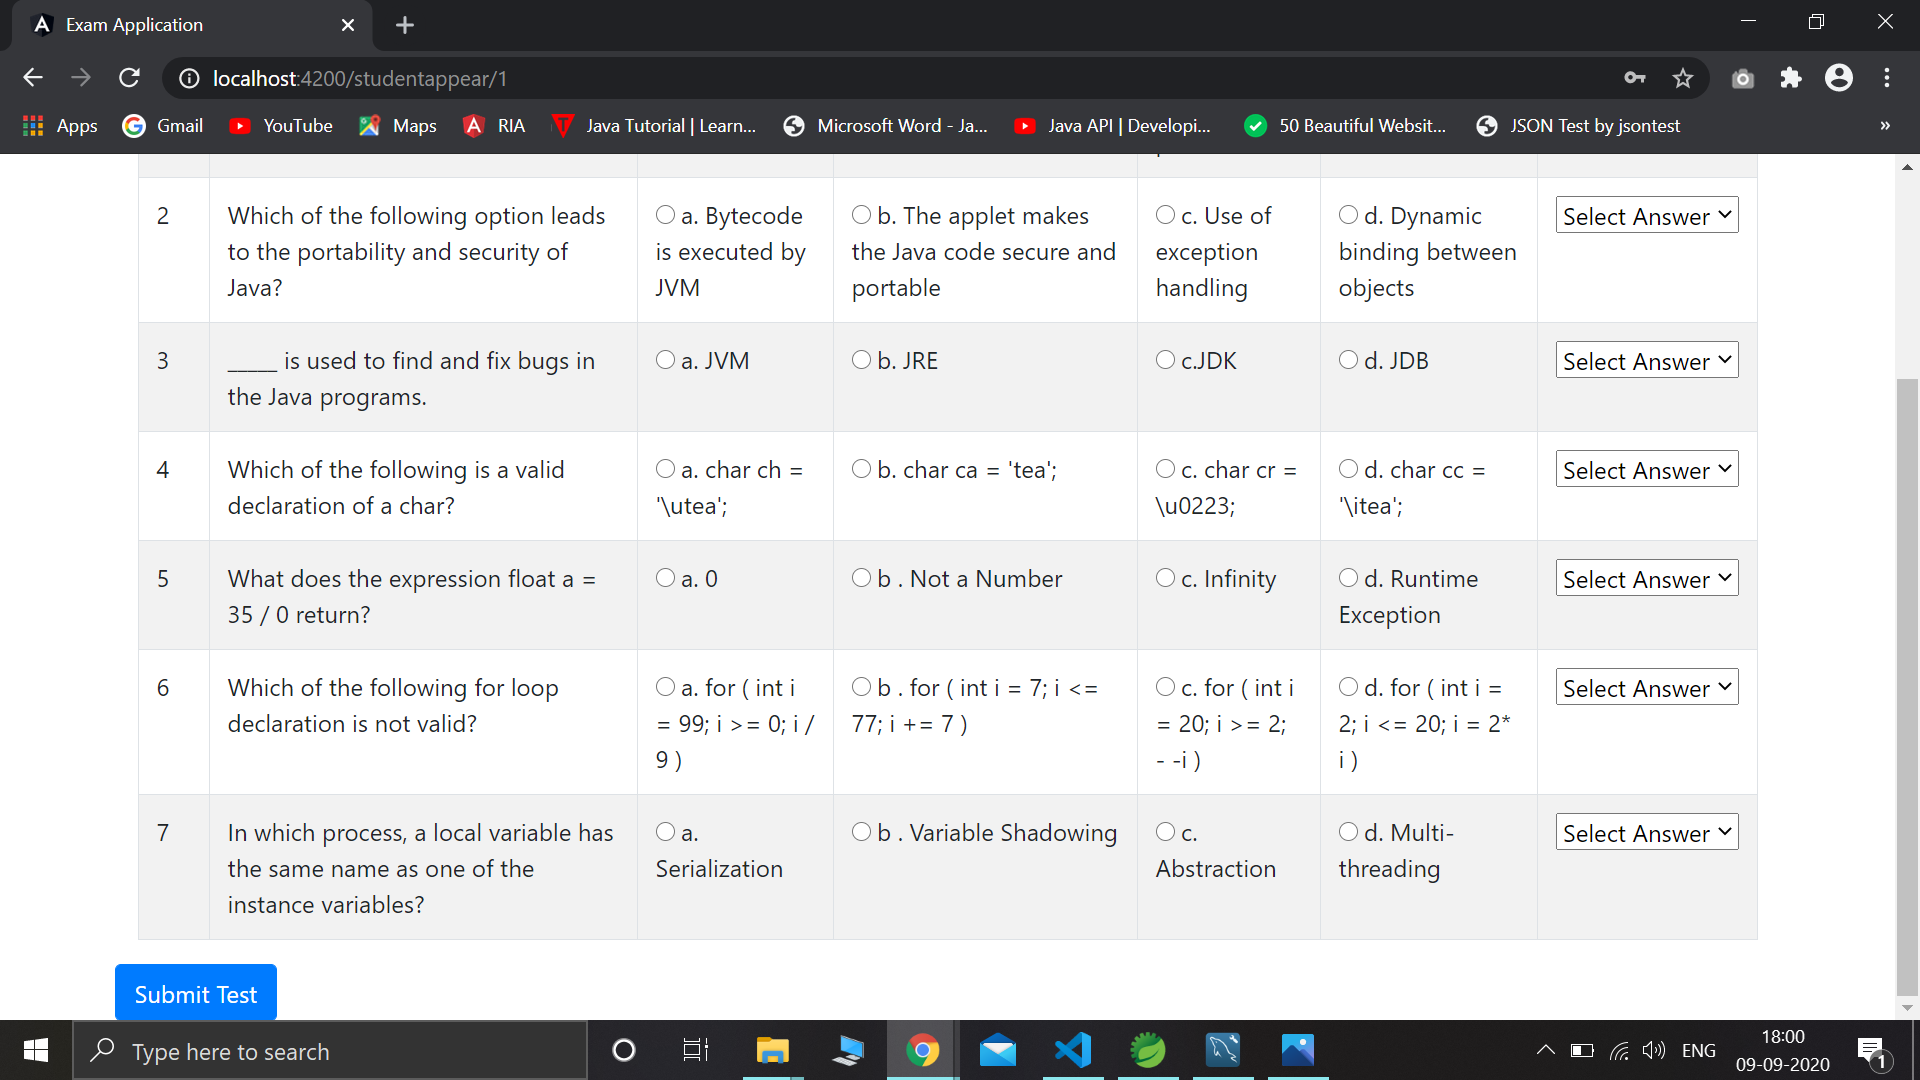 Exam Application
localhost:4200/studentappear/1
Apps Gmail YouTube Maps RIA Java Tutorial | Learn... Microsoft Word - Ja... Java API | Developi... 50 Beautiful Websit... JSON Test by jsontest »
2 Which of the following option leads a. Bytecode b. The applet makes c. Use of d. Dynamic Select Answer
to the portability and security of is executed by the Java code secure and exception binding between
Java? JVM portable handling objects
3 _____ is used to find and fix bugs in a. JVM b. JRE c.JDK d. JDB Select Answer
the Java programs.
4 Which of the following is a valid a. char ch = b. char ca = 'tea'; c. char cr = d. char cc = Select Answer
declaration of a char? '\utea'; \u0223; '\itea';
5 What does the expression float a = a. 0 b . Not a Number c. Infinity d. Runtime Select Answer
35 / 0 return? Exception
6 Which of the following for loop a. for ( int i b . for ( int i = 7; i <= c. for ( int i d. for ( int i = Select Answer
declaration is not valid? = 99; i >= 0; i / 77; i += 7 ) = 20; i >= 2; 2; i <= 20; i = 2*
9 ) - -i ) i )
7 In which process, a local variable has a. b . Variable Shadowing c. d. Multi- Select Answer
the same name as one of the Serialization Abstraction threading
instance variables?
Submit Test
Type here to search
ENG
18:00
09-09-2020
1